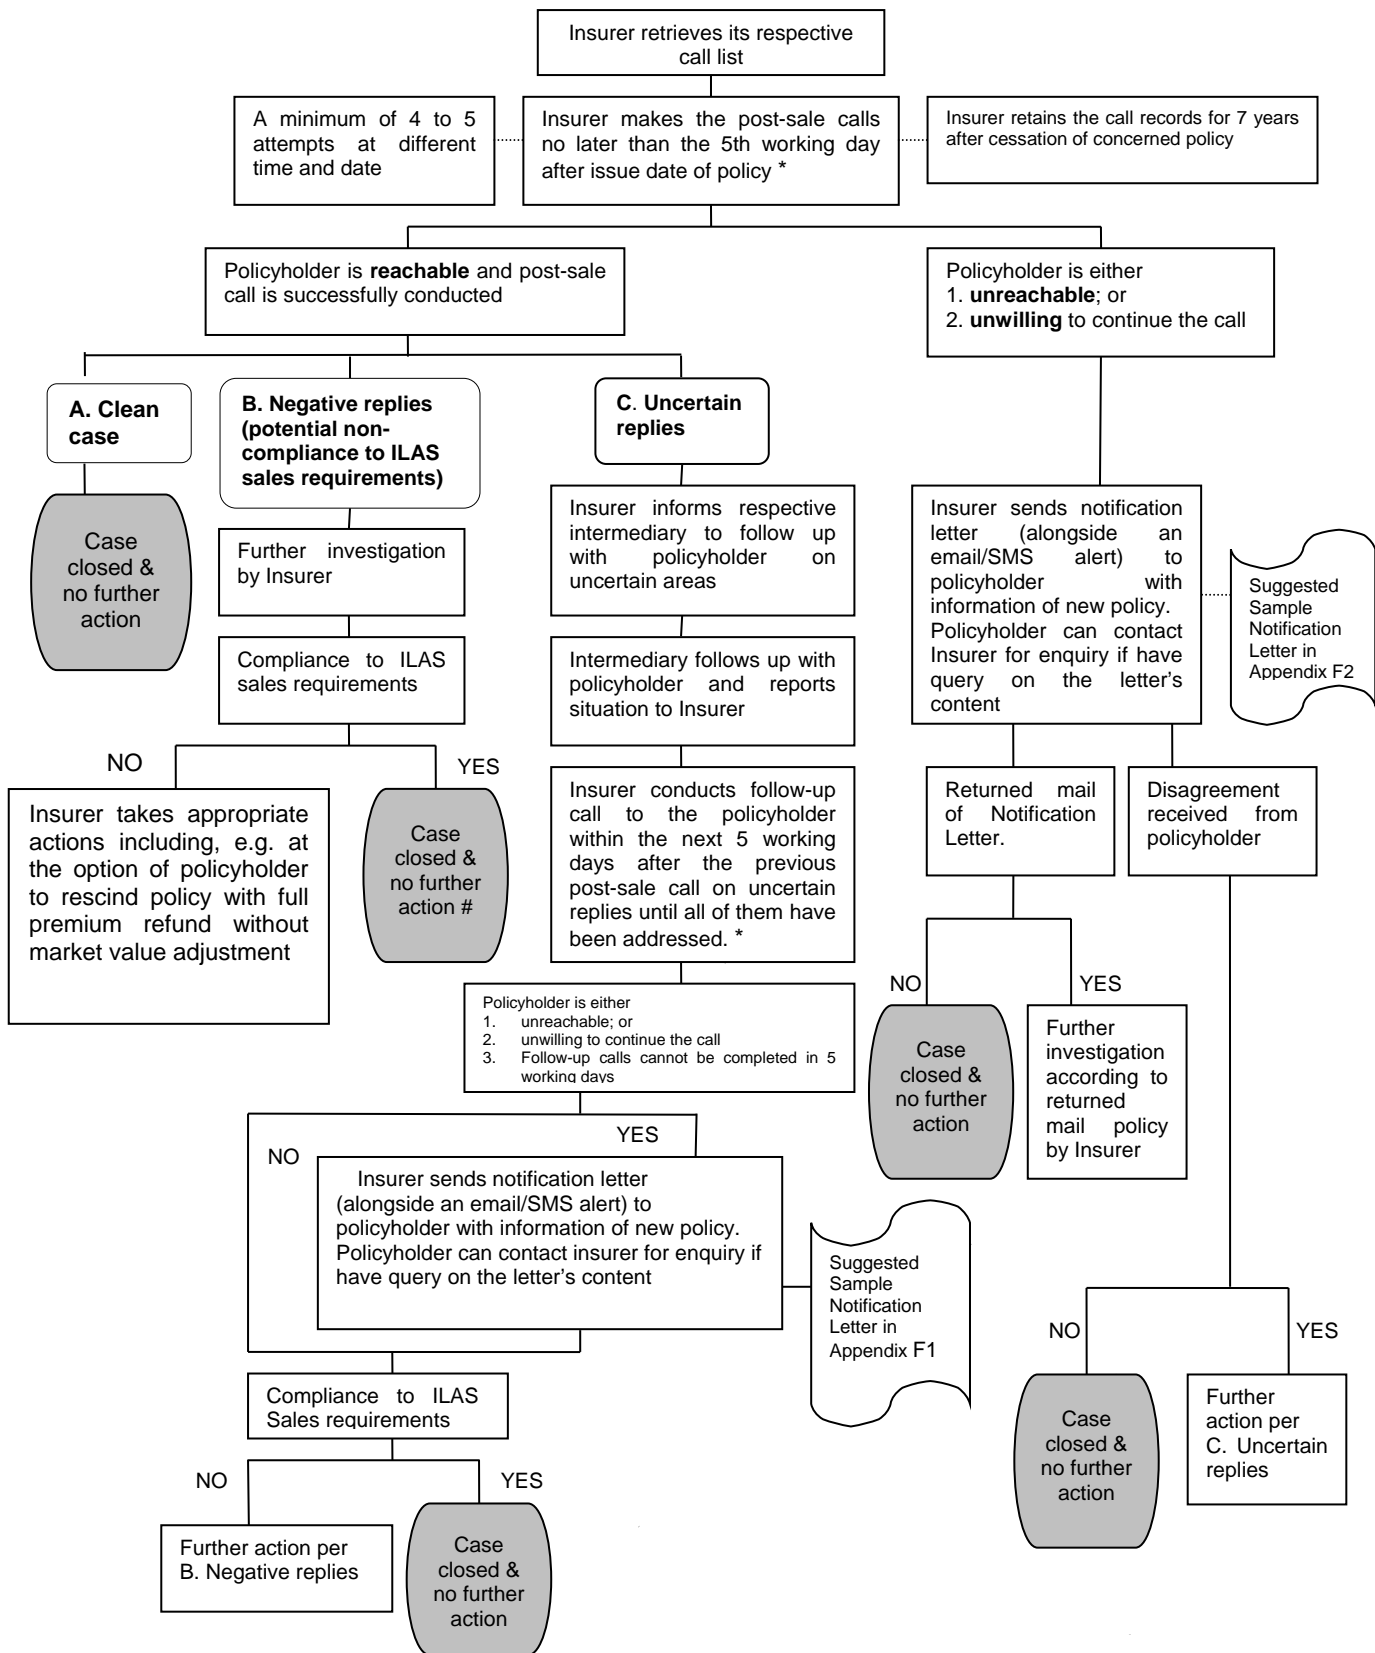 Insurer retrieves its respective
call list
A minimum of 4 to 5
attempts at different
time and date
Insurer makes the post-sale calls
no later than the 5th working day
after issue date of policy *
Insurer retains the call records for 7 years
after cessation of concerned policy
Policyholder is reachable and post-sale
call is successfully conducted
Policyholder is either
1. unreachable; or
2. unwilling to continue the call
A. Clean
case
B. Negative replies
(potential non-
compliance to ILAS
sales requirements)
C. Uncertain
replies
Case
closed &
no further
action
Further investigation
by Insurer
Compliance to ILAS
sales requirements
NO
YES
Insurer takes appropriate
actions including, e.g. at
the option of policyholder
to rescind policy with full
premium refund without
market value adjustment
Case
closed &
no further
action #
Insurer informs respective
intermediary to follow up
with policyholder on
uncertain areas
Intermediary follows up with
policyholder and reports
situation to Insurer
Insurer conducts follow-up
call to the policyholder
within the next 5 working
days after the previous
post-sale call on uncertain
replies until all of them have
been addressed. *
Policyholder is either
1. unreachable; or
2. unwilling to continue the call
3. Follow-up calls cannot be completed in 5
working days
NO
YES
Insurer sends notification letter
(alongside an email/SMS alert) to
policyholder with information of new policy.
Policyholder can contact insurer for enquiry if
have query on the letter's content
Suggested
Sample
Notification
Letter in
Appendix F1
Compliance to ILAS
Sales requirements
NO
YES
Further action per
B. Negative replies
Case
closed &
no further
action
Insurer sends notification
letter (alongside an
email/SMS alert) to
policyholder with
information of new policy.
Policyholder can contact
Insurer for enquiry if have
query on the letter's
content
Suggested
Sample
Notification
Letter in
Appendix F2
Returned mail
of Notification
Letter.
Disagreement
received from
policyholder
NO
YES
Case
closed &
no further
action
Further
investigation
according to
returned
mail policy
by Insurer
NO
YES
Case
closed &
no further
action
Further
action per
C. Uncertain
replies